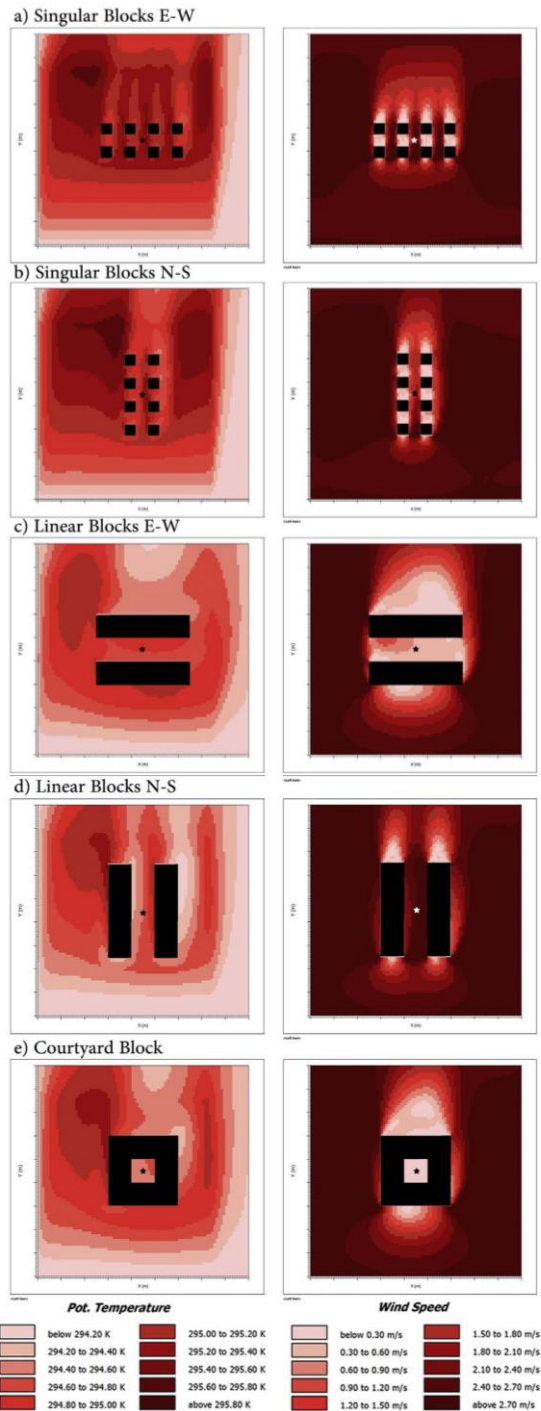 a) Singular Blocks E-W
Y (m)
Y (m)
X (m)
X (m)
b) Singular Blocks N-S
Y (m)
Y (m)
X (m)
X (m)
c) Linear Blocks E-W
Y (m)
Y (m)
X (m)
X (m)
d) Linear Blocks N-S
Y (m)
Y (m)
X (m)
X (m)
e) Courtyard Block
Y (m)
Y (m)
X (m)
X (m)
Pot. Temperature
Wind Speed
below 294.20 K
295.00 to 295.20 K
below 0.30 m/s
1.50 to 1.80 m/s
294.20 to 294.40 K
295.20 to 295.40 K
0.30 to 0.60 m/s
1.80 to 2.10 m/s
294.40 to 294.60 K
295.40 to 295.60 K
0.60 to 0.90 m/s
2.10 to 2.40 m/s
294.60 to 294.80 K
295.60 to 295.80 K
0.90 to 1.20 m/s
2.40 to 2.70 m/s
294.80 to 295.00 K
above 295.80 K
1.20 to 1.50 m/s
above 2.70 m/s